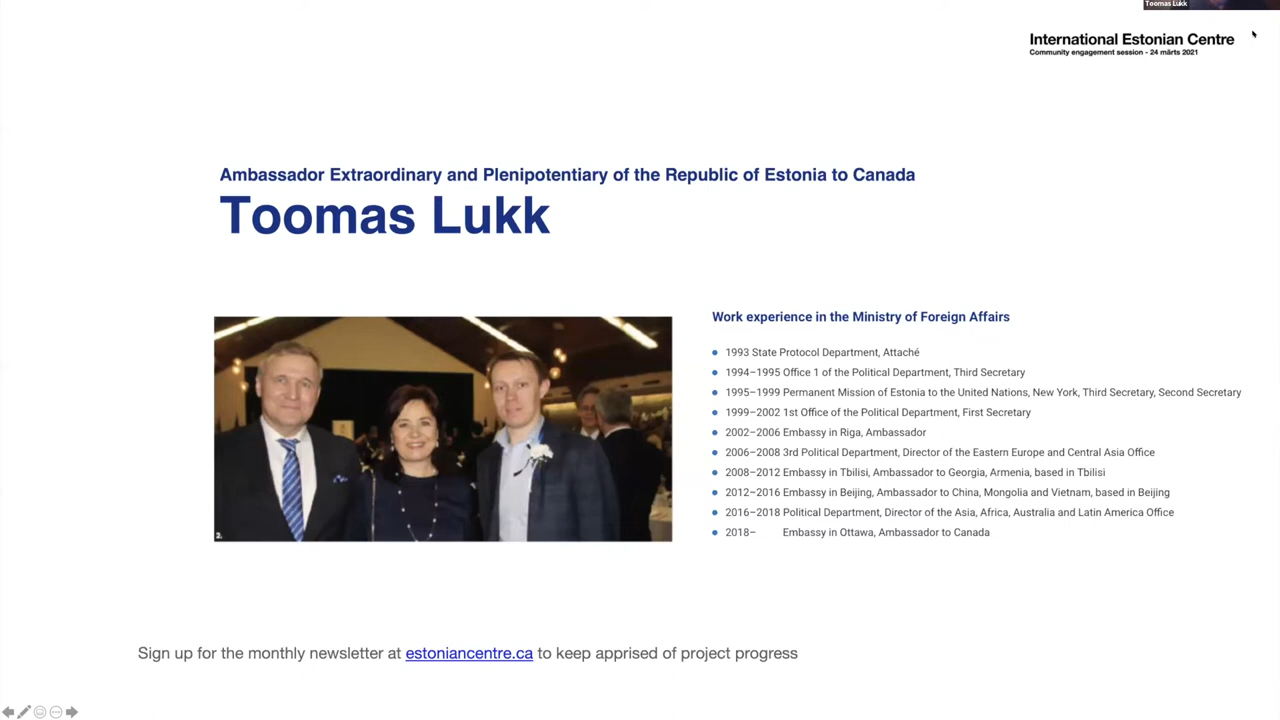 Toomas Lukk
International Estonian Centre
Community engagement session - 24 märts 2021
Ambassador Extraordinary and Plenipotentiary of the Republic of Estonia to Canada
Toomas Lukk
Work experience in the Ministry of Foreign Affairs
1993 State Protocol Department, Attaché
1994–1995 Office 1 of the Political Department, Third Secretary
1995–1999 Permanent Mission of Estonia to the United Nations, New York, Third Secretary, Second Secretary
1999–2002 1st Office of the Political Department, First Secretary
2002–2006 Embassy in Riga, Ambassador
2006–2008 3rd Political Department, Director of the Eastern Europe and Central Asia Office
2008–2012 Embassy in Tbilisi, Ambassador to Georgia, Armenia, based in Tbilisi
2012–2016 Embassy in Beijing, Ambassador to China, Mongolia and Vietnam, based in Beijing
2016–2018 Political Department, Director of the Asia, Africa, Australia and Latin America Office
2018– Embassy in Ottawa, Ambassador to Canada
2.
Sign up for the monthly newsletter at estoniancentre.ca to keep apprised of project progress